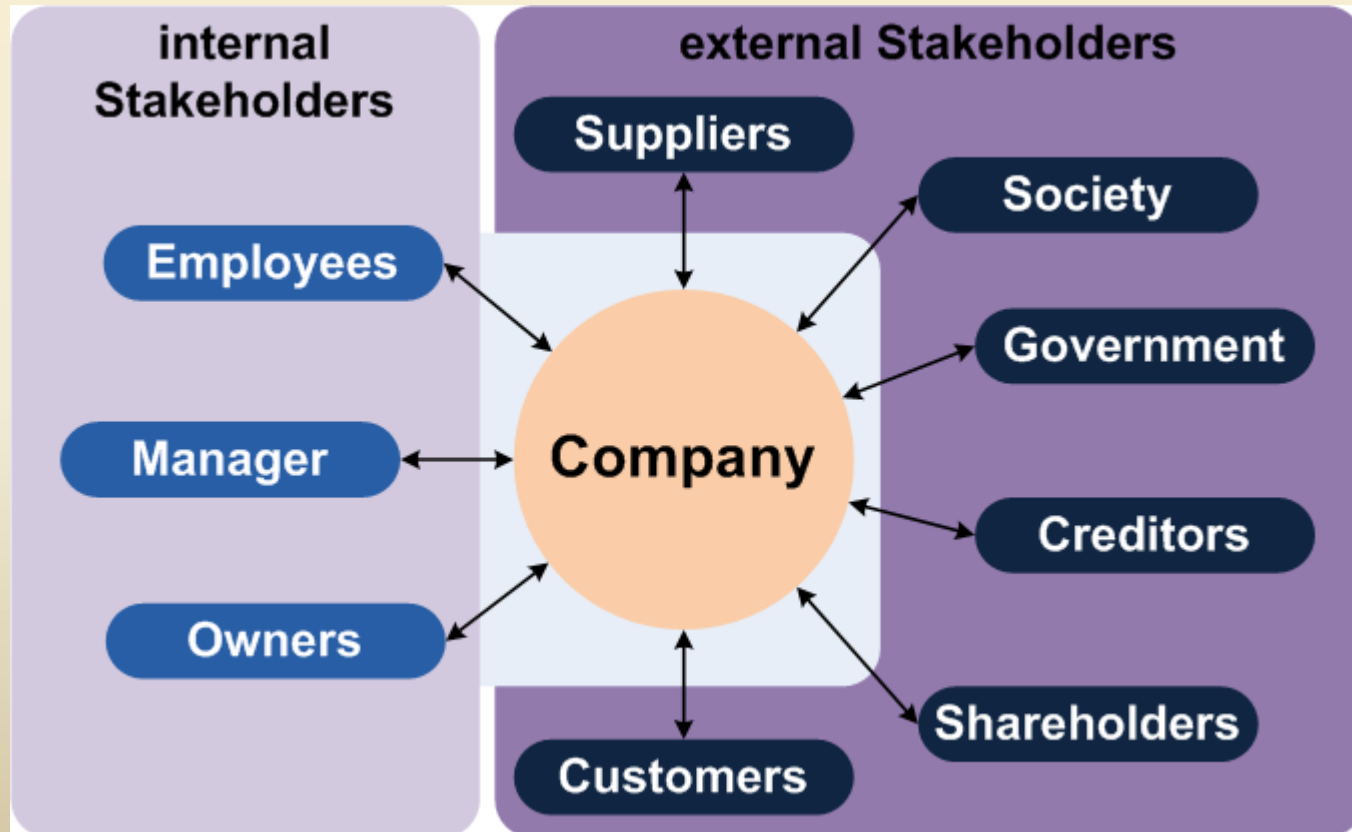 internal
Stakeholders
external Stakeholders
Suppliers
Society
Employees
Government
Manager
Company
Creditors
Owners
Shareholders
Customers